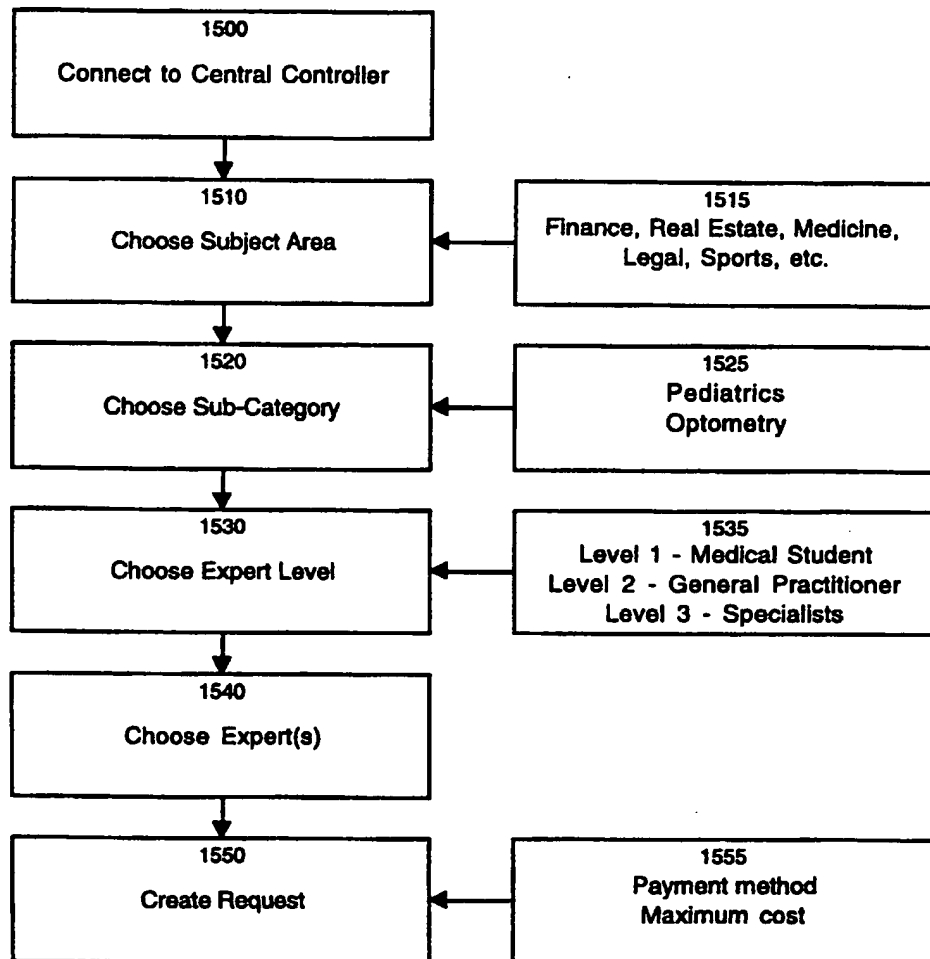 1500
Connect to Central Controller
1510
Choose Subject Area
1515
Finance, Real Estate, Medicine,
Legal, Sports, etc.
1520
Choose Sub-Category
1525
Pediatrics
Optometry
1530
Choose Expert Level
1535
Level 1 - Medical Student
Level 2 - General Practitioner
Level 3 - Specialists
1540
Choose Expert(s)
1550
Create Request
1555
Payment method
Maximum cost